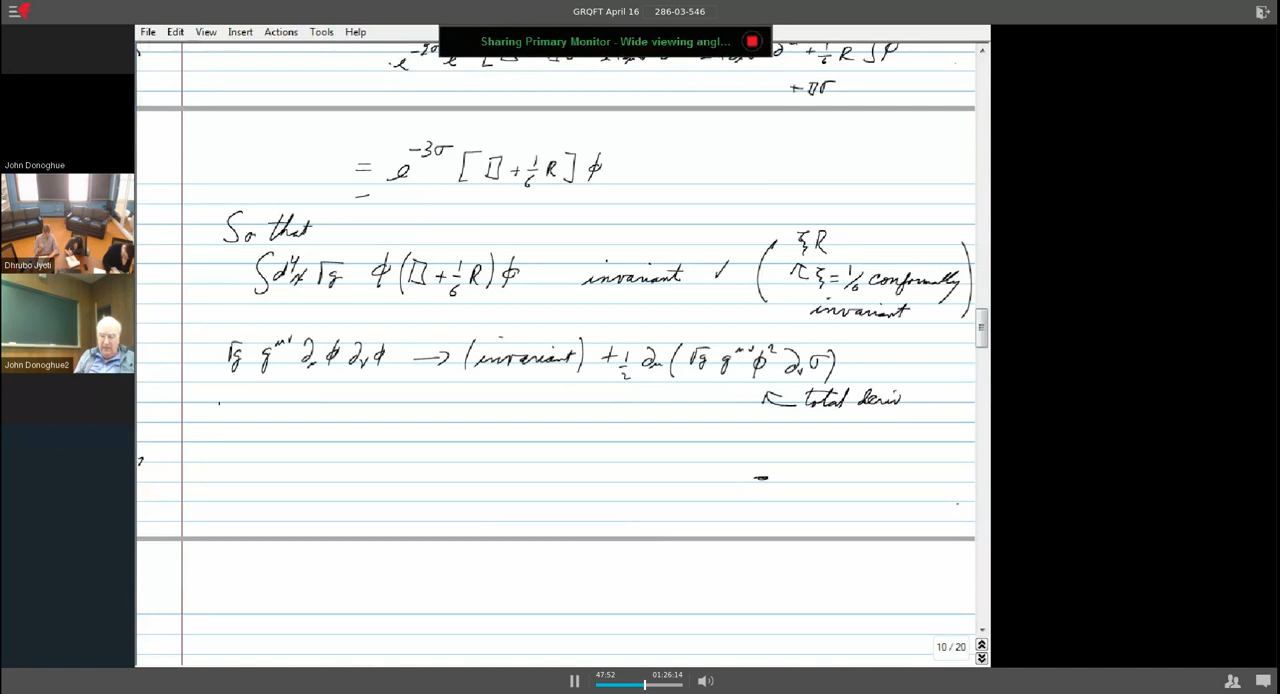 GRQFT April 16 286-03-546
File Edit View Insert Actions Tools Help
Sharing Primary Monitor - Wide viewing angl...
+ □σ
= e^{-3σ} [□ + 1/6 R] φ
So that
∫d⁴x √g φ(□ + 1/6 R)φ invariant ✓
( ξR
↖ ξ = 1/6 conformally
invariant )
√g g^{μν} ∂_μ φ ∂_ν φ → (invariant) + 1/2 ∂_μ (√g g^{μν} φ² ∂_ν σ)
↖ total deriv
John Donoghue
Dhrubo Jyoti
John Donoghue2
10 / 20
47:52 01:26:14